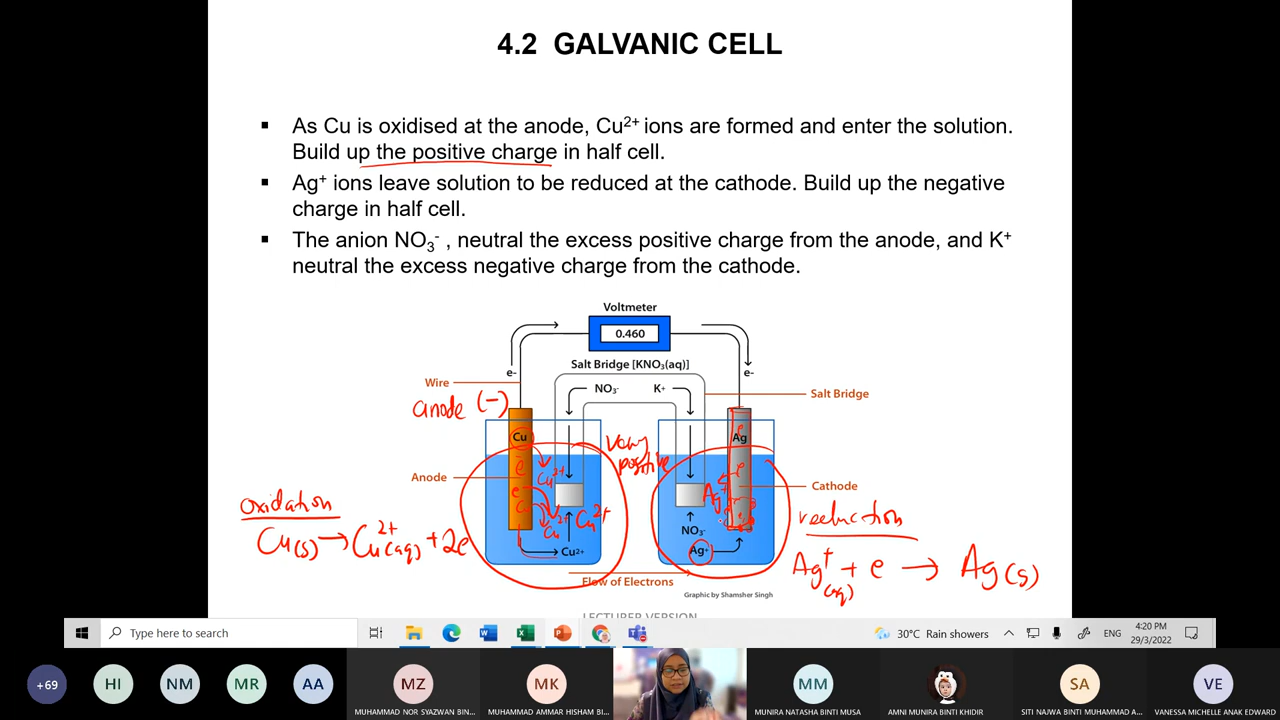 4.2 GALVANIC CELL
▪ As Cu is oxidised at the anode, Cu²⁺ ions are formed and enter the solution.
Build up the positive charge in half cell.
▪ Ag⁺ ions leave solution to be reduced at the cathode. Build up the negative
charge in half cell.
▪ The anion NO₃⁻ , neutral the excess positive charge from the anode, and K⁺
neutral the excess negative charge from the cathode.
Voltmeter
0.460
Salt Bridge [KNO₃(aq)]
e-
e-
Wire
NO₃⁻
K⁺
Salt Bridge
anode (-)
Cu
Ag
very
positive
e
e
Anode
Cu²⁺
e
e
Cathode
Ag⁺
Cu²⁺
Cu²⁺
oxidation
Cu(s) → Cu²⁺(aq) + 2e
reduction
Ag⁺(aq) + e → Ag(s)
NO₃⁻
Cu²⁺
Ag⁺
Flow of Electrons
Graphic by Shamsher Singh
LECTURER VERSION
Type here to search
30°C Rain showers
ENG
4:20 PM
29/3/2022
+69
HI
NM
MR
AA
MZ
MUHAMMAD NOR SYAZWAN BIN...
MK
MUHAMMAD AMMAR HISHAM BI...
MM
MUNIRA NATASHA BINTI MUSA
AMNI MUNIRA BINTI KHIDIR
SA
SITI NAJWA BINTI MUHAMMAD A...
VE
VANESSA MICHELLE ANAK EDWARD